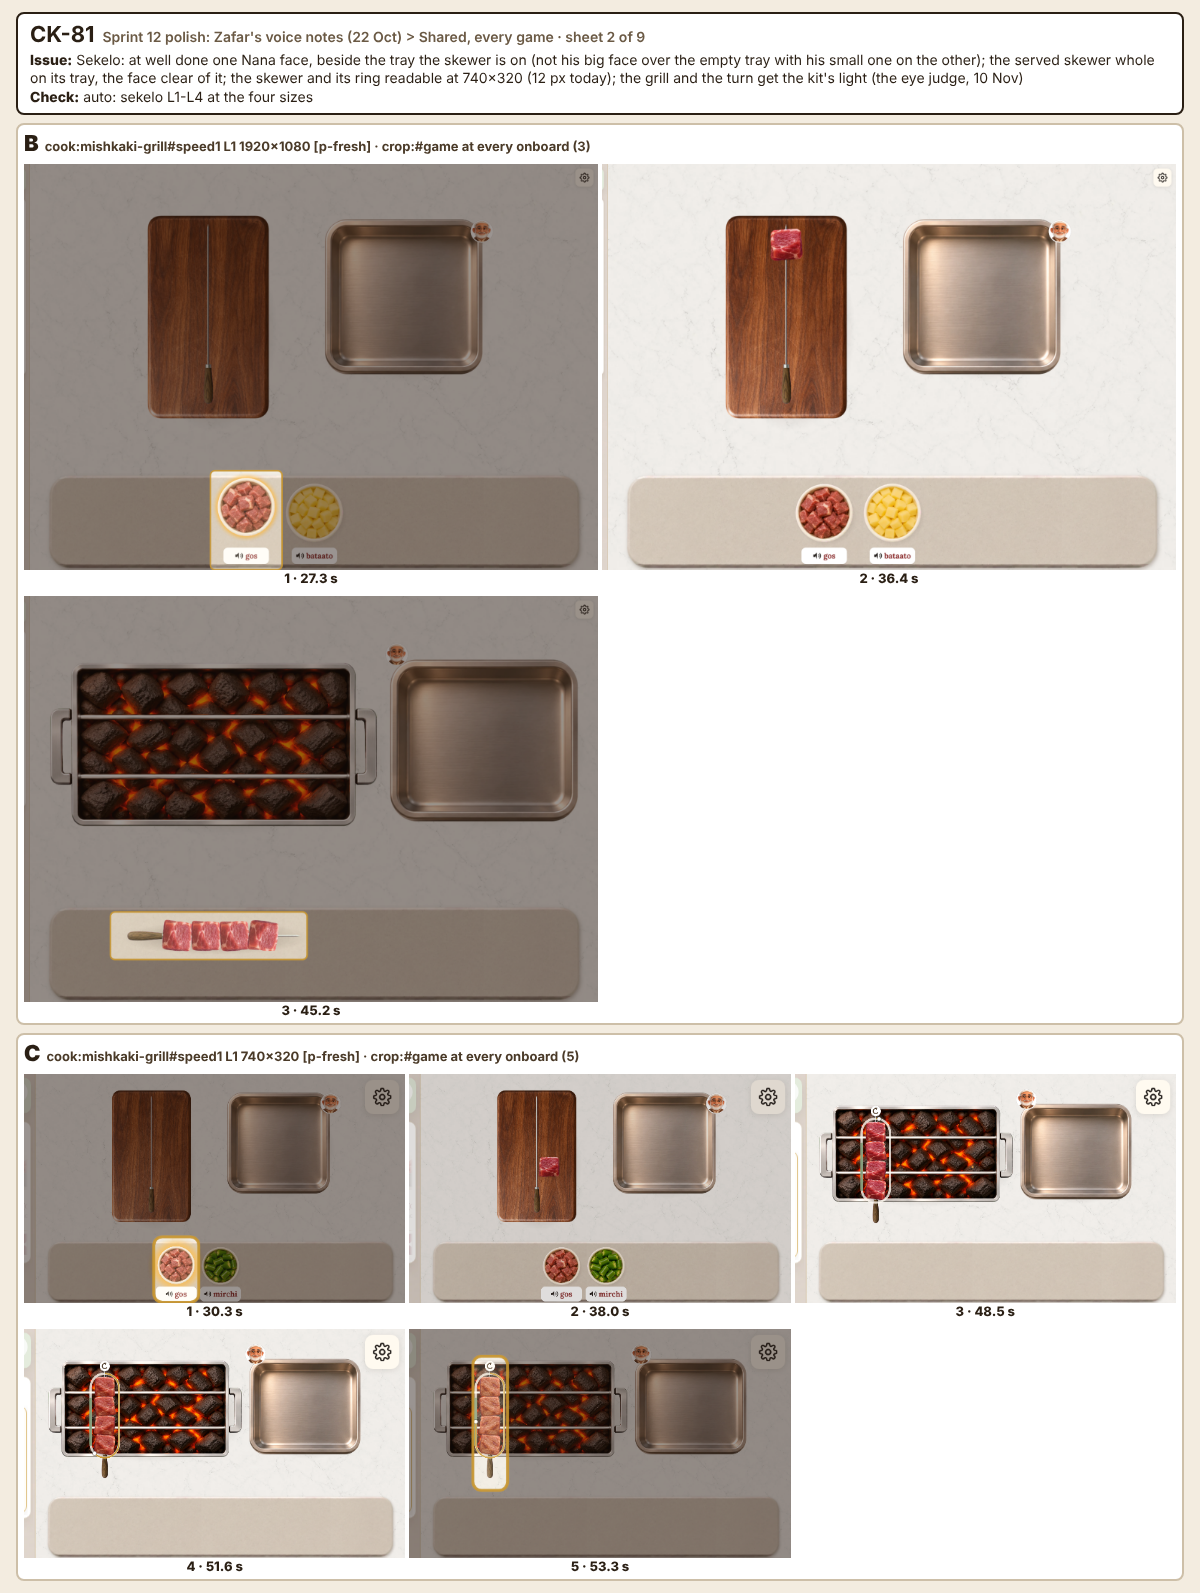 CK-81 Sprint 12 polish: Zafar's voice notes (22 Oct) > Shared, every game · sheet 2 of 9
Issue: Sekelo: at well done one Nana face, beside the tray the skewer is on (not his big face over the empty tray with his small one on the other); the served skewer whole
on its tray, the face clear of it; the skewer and its ring readable at 740×320 (12 px today); the grill and the turn get the kit's light (the eye judge, 10 Nov)
Check: auto: sekelo L1-L4 at the four sizes
B cook:mishkaki-grill#speed1 L1 1920×1080 [p-fresh] · crop:#game at every onboard (3)
gos
bataato
gos
bataato
1 · 27.3 s
2 · 36.4 s
3 · 45.2 s
C cook:mishkaki-grill#speed1 L1 740×320 [p-fresh] · crop:#game at every onboard (5)
gos
mirchi
gos
mirchi
1 · 30.3 s
2 · 38.0 s
3 · 48.5 s
4 · 51.6 s
5 · 53.3 s